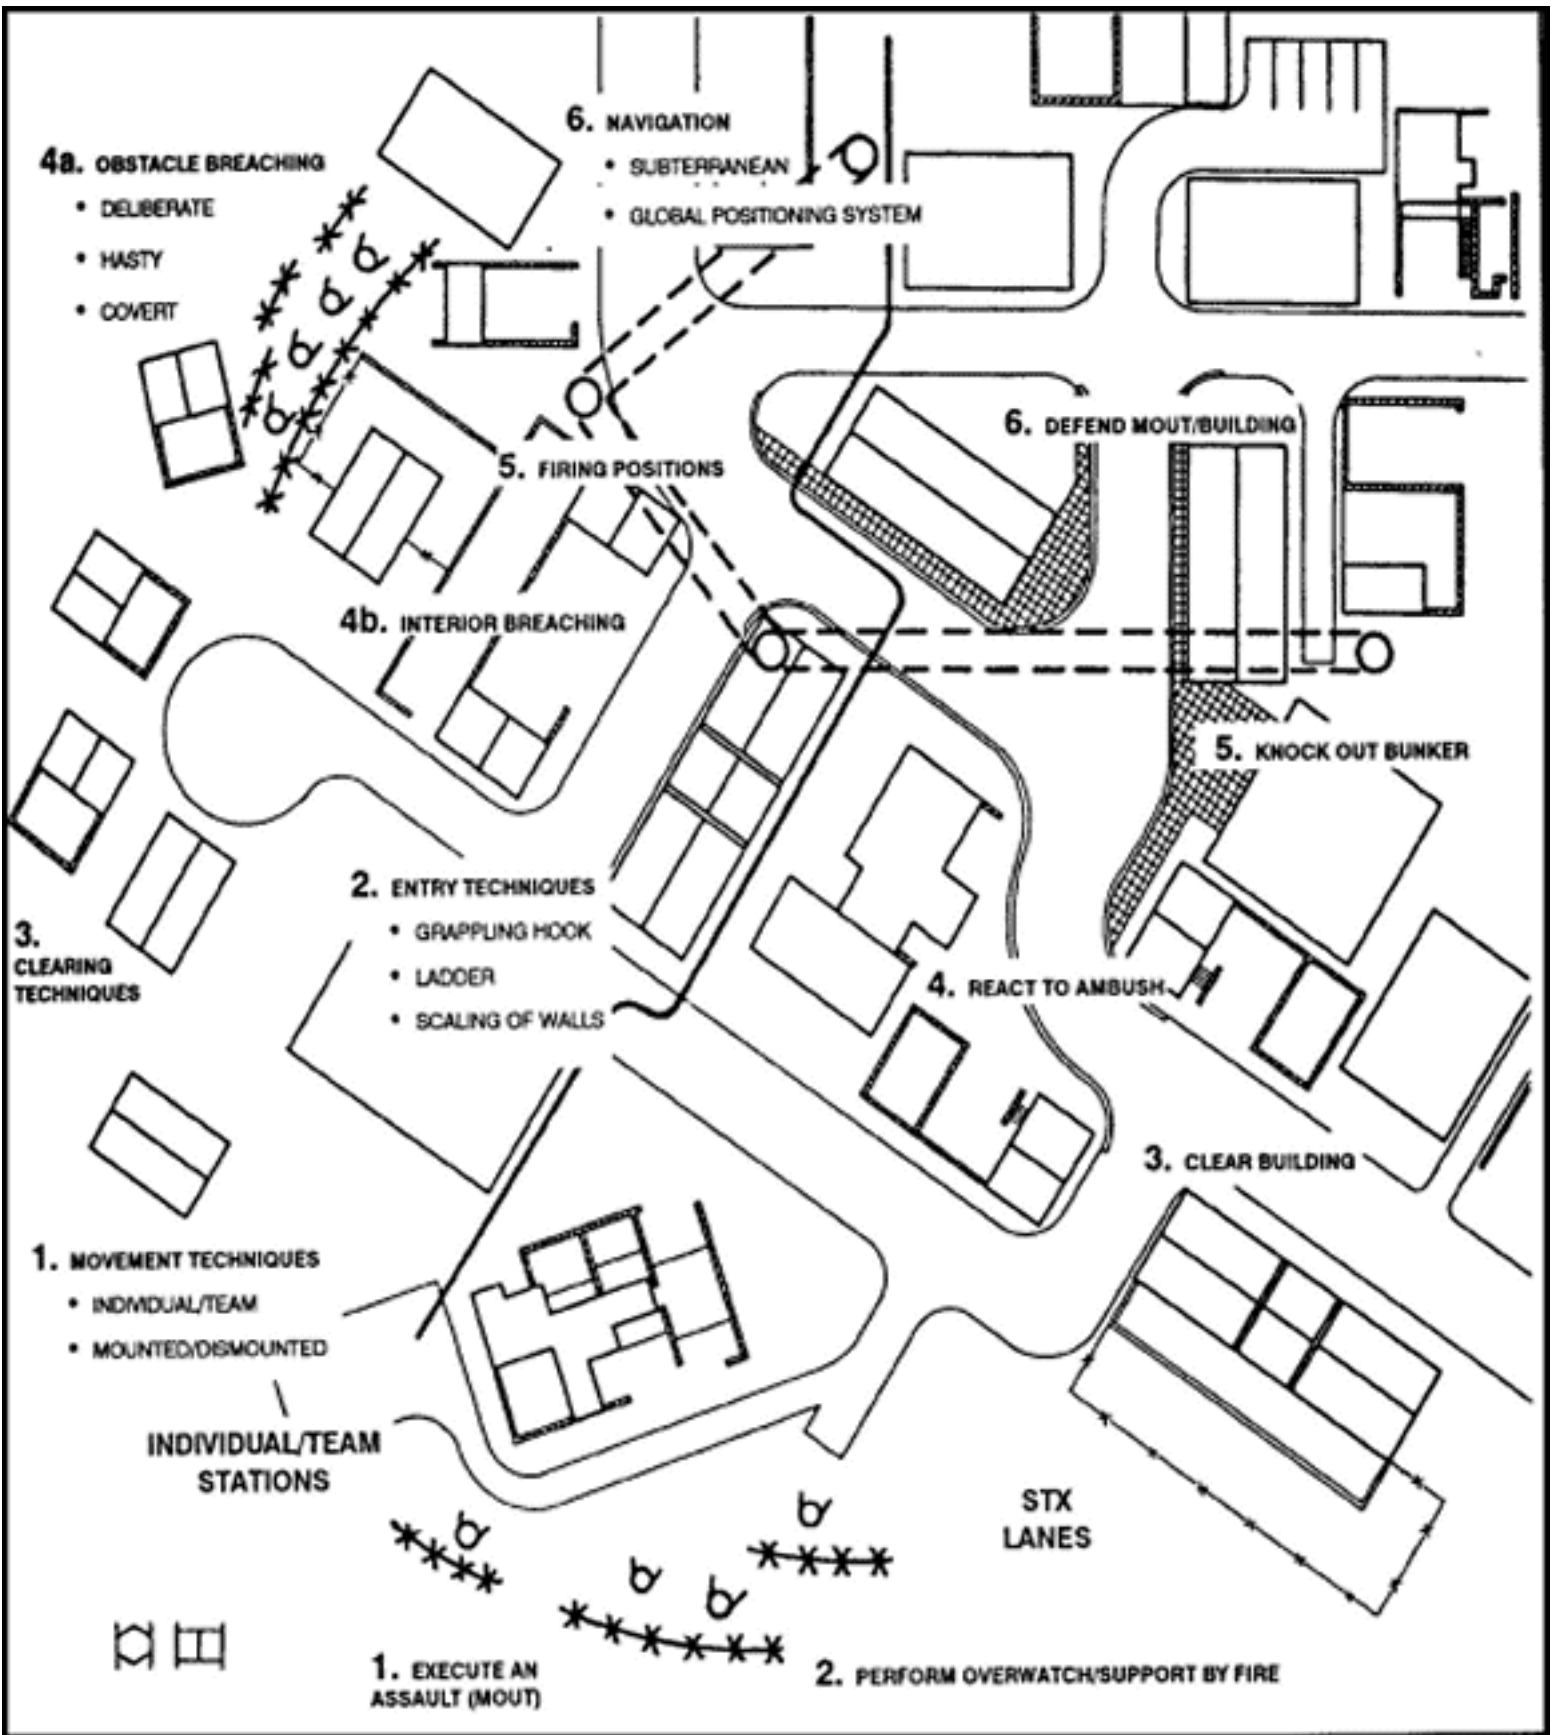 6. NAVIGATION
• SUBTERRANEAN
• GLOBAL POSITIONING SYSTEM
4a. OBSTACLE BREACHING
• DELIBERATE
• HASTY
• COVERT
6. DEFEND MOUT/BUILDING
5. FIRING POSITIONS
4b. INTERIOR BREACHING
5. KNOCK OUT BUNKER
2. ENTRY TECHNIQUES
• GRAPPLING HOOK
• LADDER
• SCALING OF WALLS
3.
CLEARING
TECHNIQUES
4. REACT TO AMBUSH
3. CLEAR BUILDING
1. MOVEMENT TECHNIQUES
• INDIVIDUAL/TEAM
• MOUNTED/DISMOUNTED
INDIVIDUAL/TEAM
STATIONS
STX
LANES
1. EXECUTE AN
ASSAULT (MOUT)
2. PERFORM OVERWATCH/SUPPORT BY FIRE